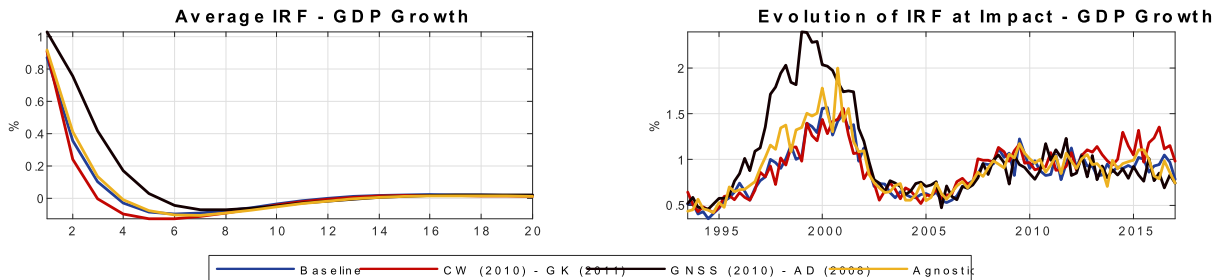 Average IRF - GDP Growth
1
0.8
0.6
0.4
0.2
0
%
2 4 6 8 10 12 14 16 18 20
Evolution of IRF at Impact - GDP Growth
2
1.5
1
0.5
%
1995 2000 2005 2010 2015
Baseline CW (2010) - GK (2011) GNSS (2010) - AD (2008) Agnostic